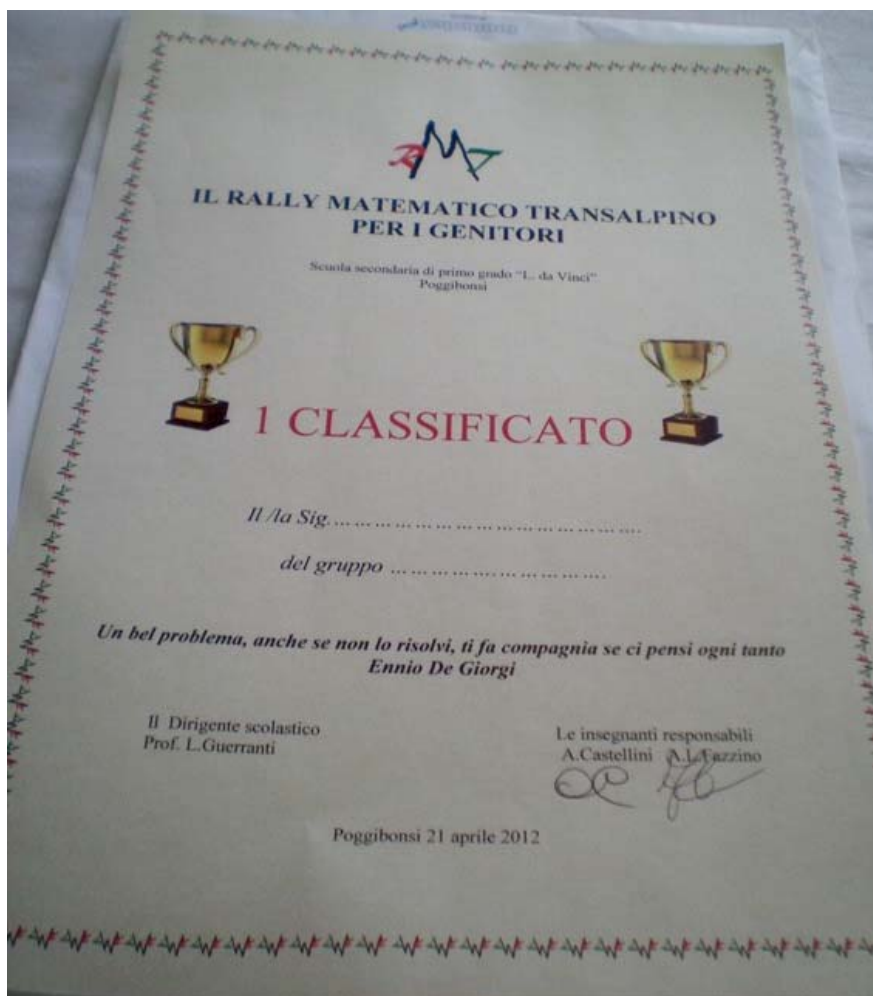 RMT
IL RALLY MATEMATICO TRANSALPINO
PER I GENITORI
Scuola secondaria di primo grado "L. da Vinci"
Poggibonsi
1 CLASSIFICATO
Il /la Sig.……………………………………….
del gruppo …………….…………….
Un bel problema, anche se non lo risolvi, ti fa compagnia se ci pensi ogni tanto
Ennio De Giorgi
Il Dirigente scolastico
Prof. L.Guerranti
Le insegnanti responsabili
A.Castellini A.L.Fazzino
Poggibonsi 21 aprile 2012